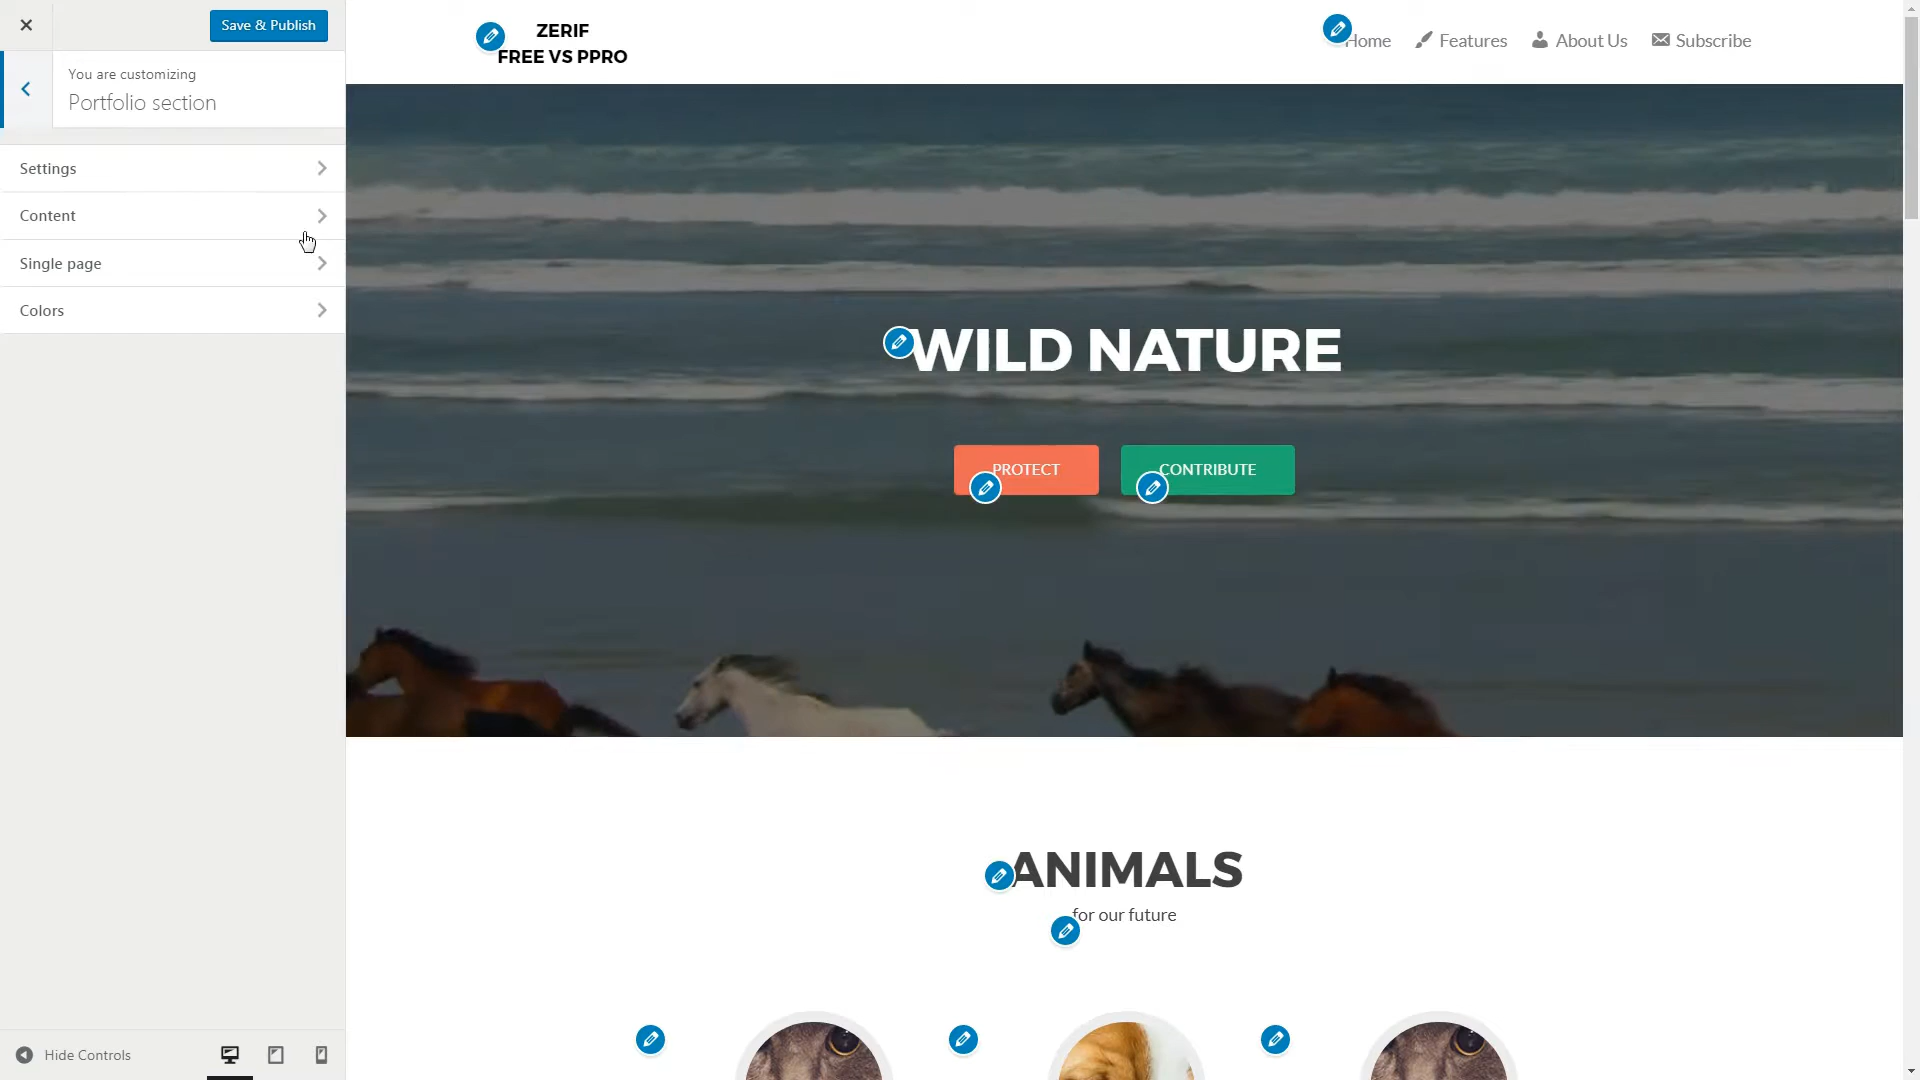 Save & Publish
You are customizing
Portfolio section
Settings
Content
Single page
Colors
Hide Controls
ZERIF
FREE VS PPRO
Home
Features
About Us
Subscribe
WILD NATURE
PROTECT
CONTRIBUTE
ANIMALS
for our future